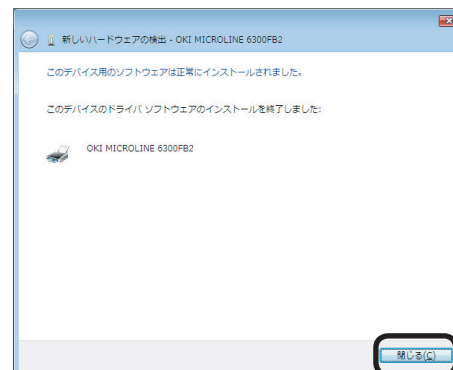 新しいハードウェアの検出 - OKI MICROLINE 6300FB2
このデバイス用のソフトウェアは正常にインストールされました。
このデバイスのドライバ ソフトウェアのインストールを終了しました:
OKI MICROLINE 6300FB2
閉じる(C)